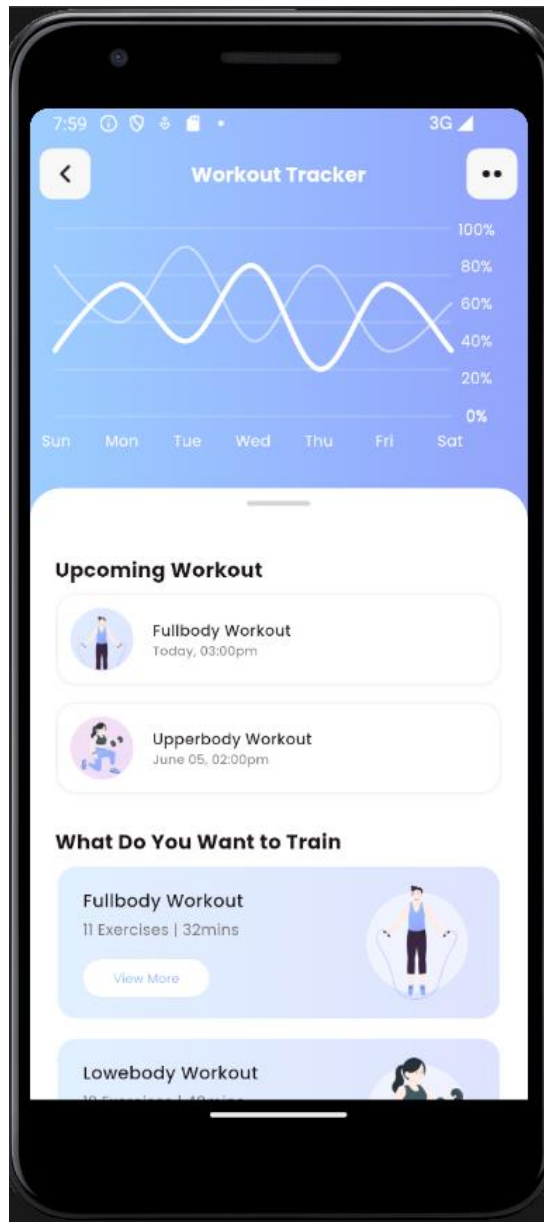 7:59
3G
Workout Tracker
100%
80%
60%
40%
20%
0%
Sun Mon Tue Wed Thu Fri Sat
Upcoming Workout
Fullbody Workout
Today, 03:00pm
Upperbody Workout
June 05, 02:00pm
What Do You Want to Train
Fullbody Workout
11 Exercises | 32mins
View More
Lowebody Workout